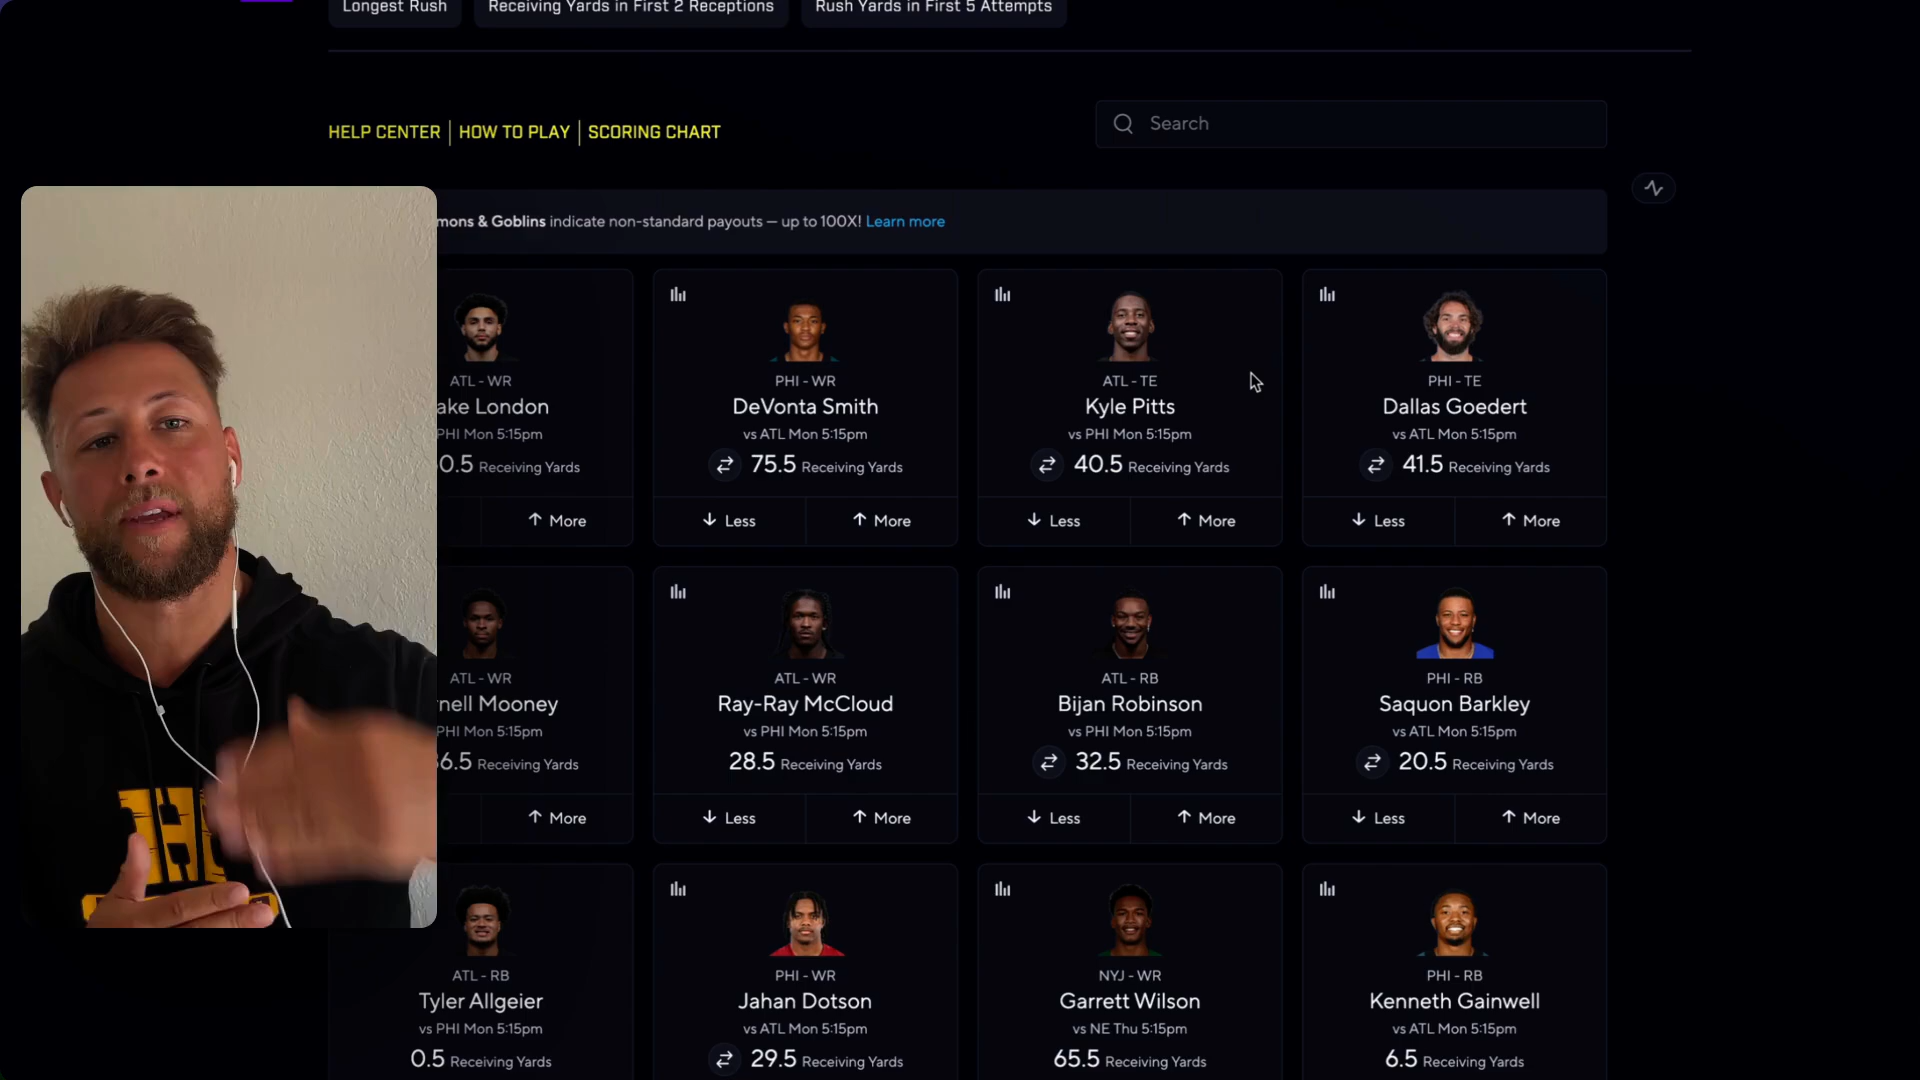 Longest Rush
Receiving Yards in First 2 Receptions
Rush Yards in First 5 Attempts
HELP CENTER
HOW TO PLAY
SCORING CHART
Search
mons & Goblins indicate non-standard payouts – up to 100X! Learn more
ATL - WR
ake London
PHI Mon 5:15pm
0.5 Receiving Yards
More
PHI - WR
DeVonta Smith
vs ATL Mon 5:15pm
75.5 Receiving Yards
Less
More
ATL - TE
Kyle Pitts
vs PHI Mon 5:15pm
40.5 Receiving Yards
Less
More
PHI - TE
Dallas Goedert
vs ATL Mon 5:15pm
41.5 Receiving Yards
Less
More
ATL - WR
nell Mooney
PHI Mon 5:15pm
6.5 Receiving Yards
More
ATL - WR
Ray-Ray McCloud
vs PHI Mon 5:15pm
28.5 Receiving Yards
Less
More
ATL - RB
Bijan Robinson
vs PHI Mon 5:15pm
32.5 Receiving Yards
Less
More
PHI - RB
Saquon Barkley
vs ATL Mon 5:15pm
20.5 Receiving Yards
Less
More
ATL - RB
Tyler Allgeier
vs PHI Mon 5:15pm
0.5 Receiving Yards
PHI - WR
Jahan Dotson
vs ATL Mon 5:15pm
29.5 Receiving Yards
NYJ - WR
Garrett Wilson
vs NE Thu 5:15pm
65.5 Receiving Yards
PHI - RB
Kenneth Gainwell
vs ATL Mon 5:15pm
6.5 Receiving Yards